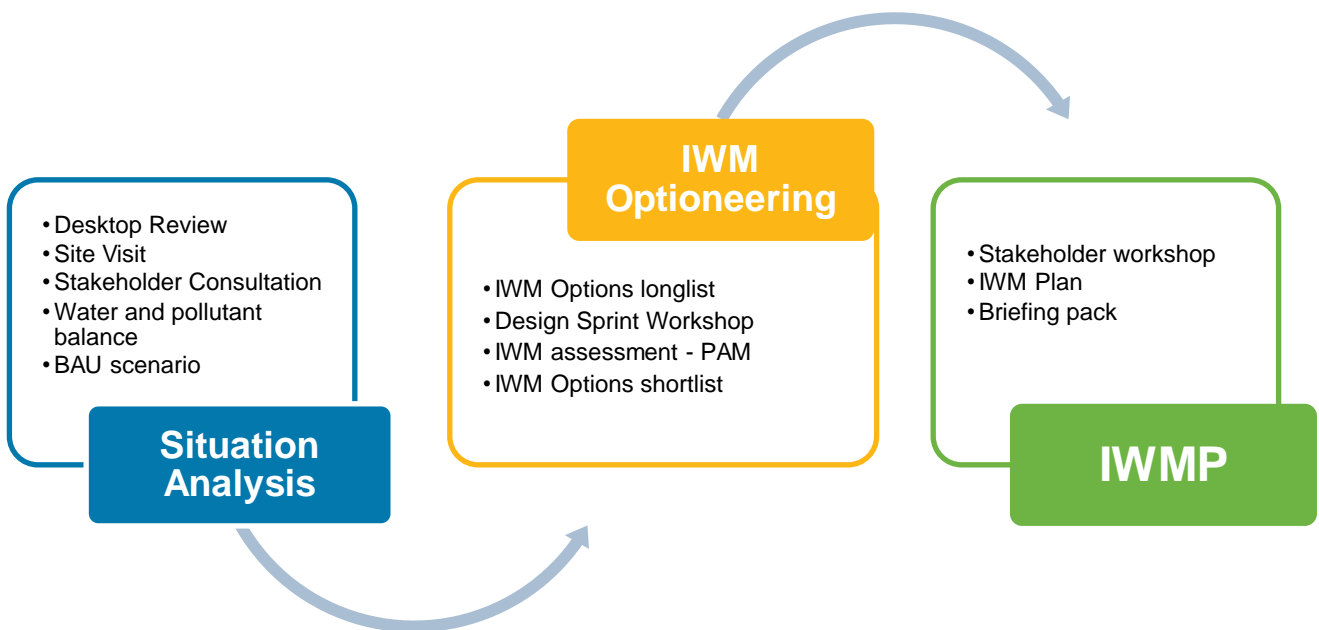 • Desktop Review
• Site Visit
• Stakeholder Consultation
• Water and pollutant
balance
• BAU scenario
Situation
Analysis
IWM
Optioneering
• IWM Options longlist
• Design Sprint Workshop
• IWM assessment - PAM
• IWM Options shortlist
• Stakeholder workshop
• IWM Plan
• Briefing pack
IWMP